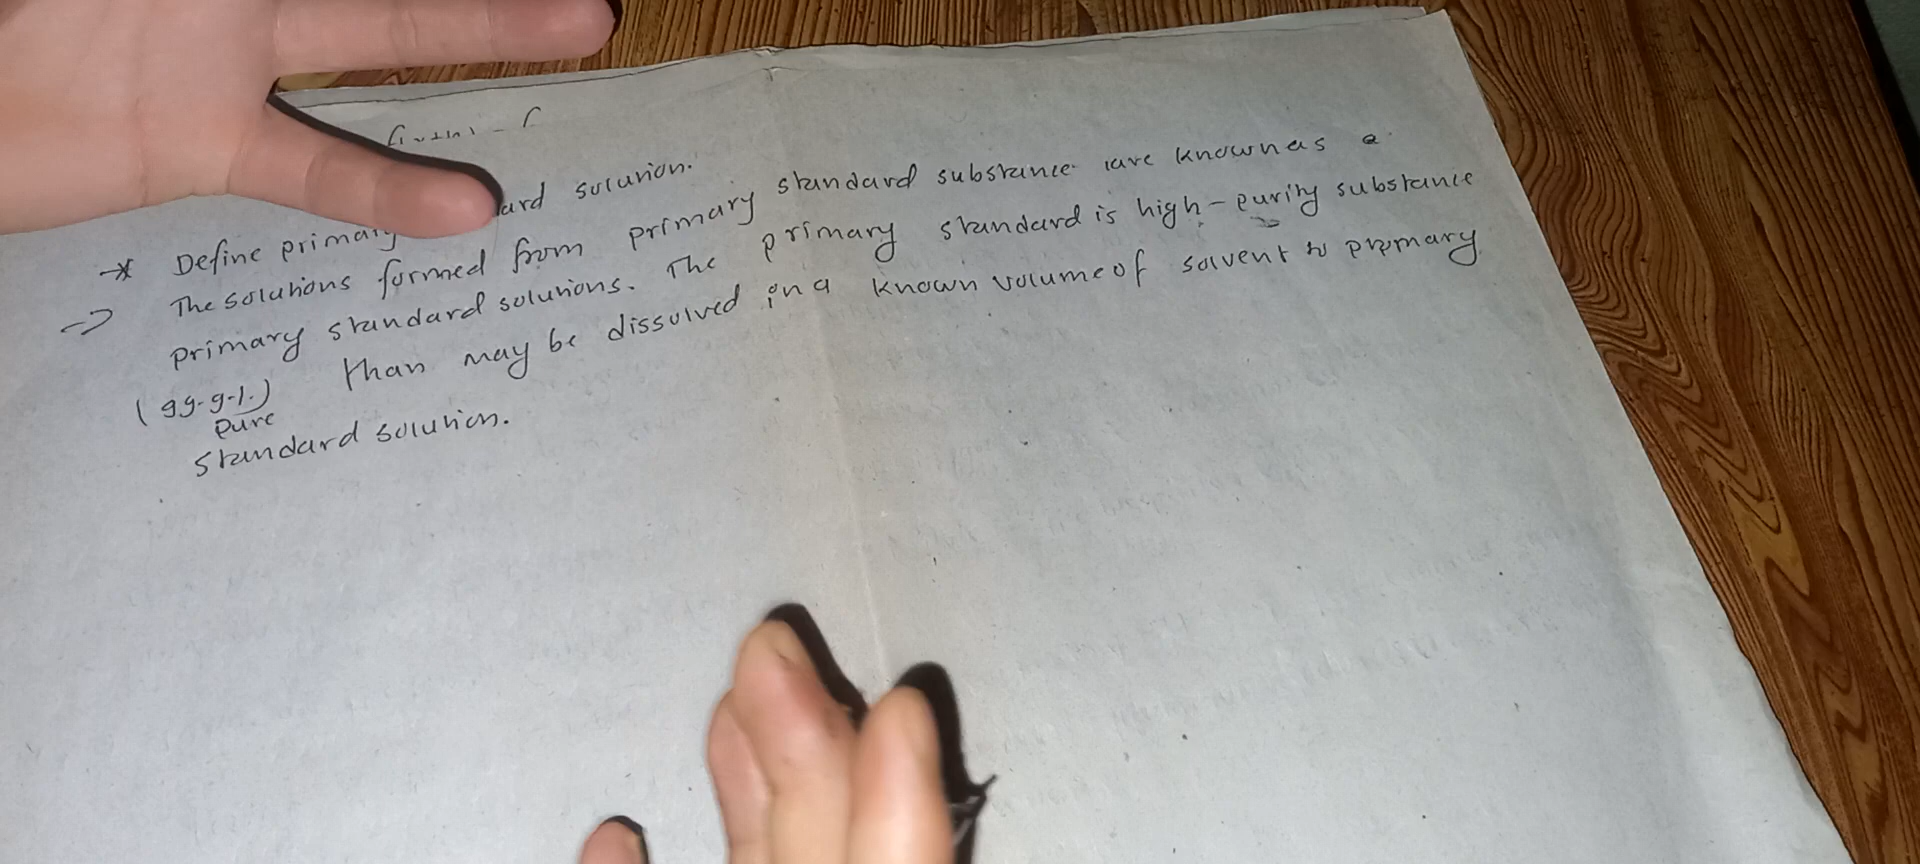 * Define primary ard solution.
=> The solutions formed from primary standard substance are known as a
primary standard solutions. The primary standard is high-purity substance
(99.9%) than may be dissolved in a known volume of solvent to prpmary
pure
standard solution.